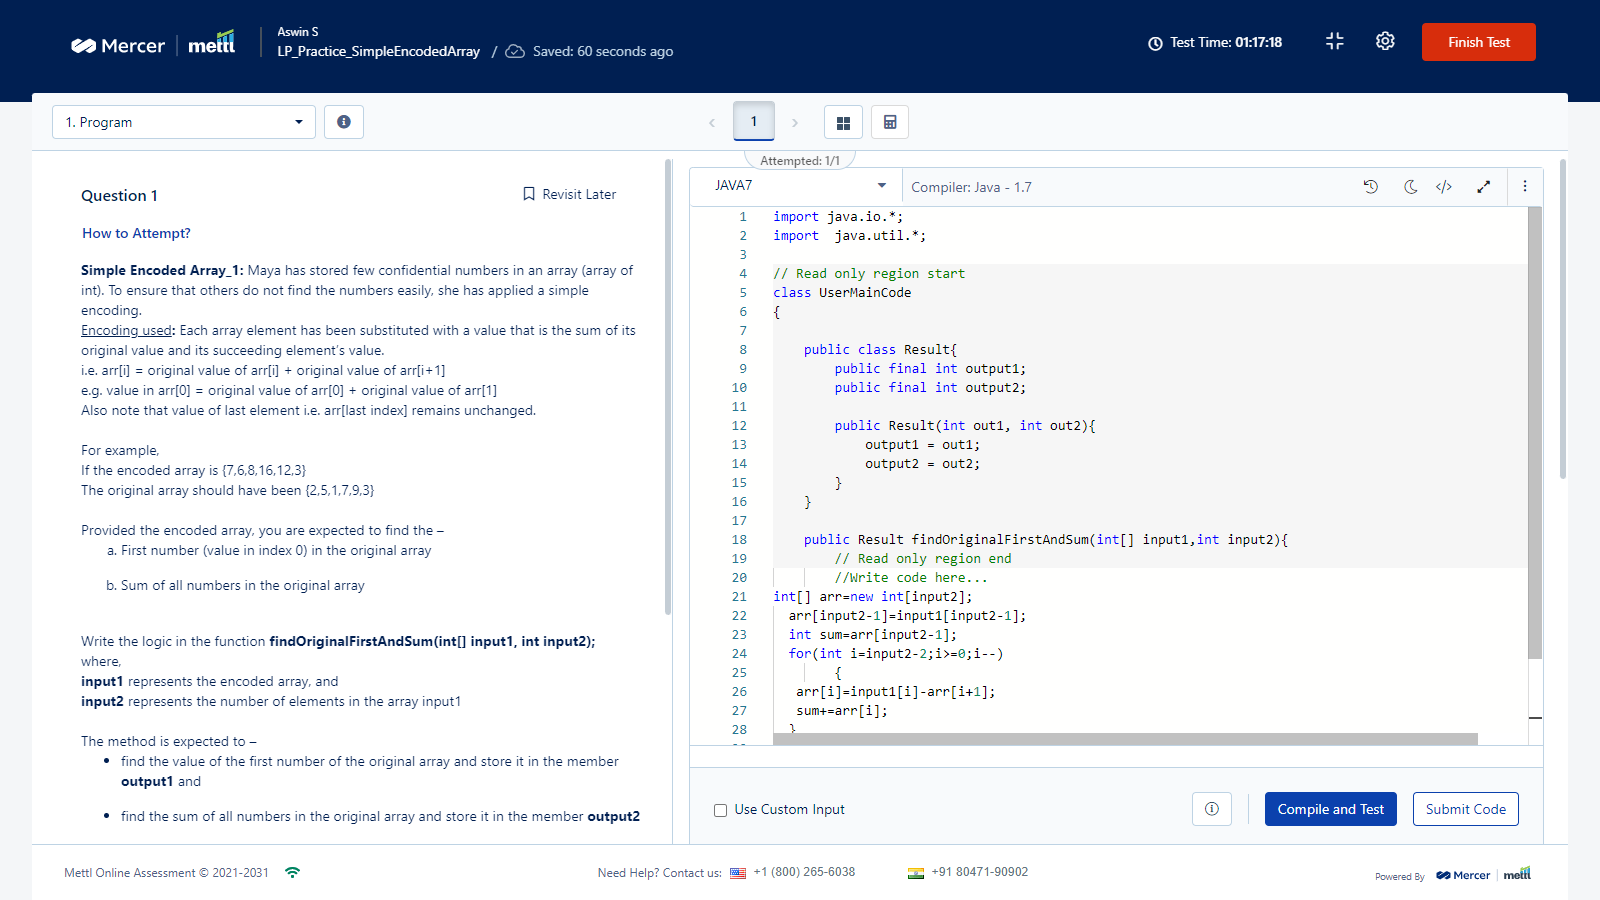 Mercer | mettl
Aswin S
LP_Practice_SimpleEncodedArray / Saved: 60 seconds ago
Test Time: 01:17:18
Finish Test
1. Program
1
Attempted: 1/1
Question 1
Revisit Later
How to Attempt?
Simple Encoded Array_1: Maya has stored few confidential numbers in an array (array of
int). To ensure that others do not find the numbers easily, she has applied a simple
encoding.
Encoding used: Each array element has been substituted with a value that is the sum of its
original value and its succeeding element's value.
i.e. arr[i] = original value of arr[i] + original value of arr[i+1]
e.g. value in arr[0] = original value of arr[0] + original value of arr[1]
Also note that value of last element i.e. arr[last index] remains unchanged.
For example,
If the encoded array is {7,6,8,16,12,3}
The original array should have been {2,5,1,7,9,3}
Provided the encoded array, you are expected to find the –
a. First number (value in index 0) in the original array
b. Sum of all numbers in the original array
Write the logic in the function findOriginalFirstAndSum(int[] input1, int input2);
where,
input1 represents the encoded array, and
input2 represents the number of elements in the array input1
The method is expected to –
• find the value of the first number of the original array and store it in the member
output1 and
• find the sum of all numbers in the original array and store it in the member output2
JAVA7
Compiler: Java - 1.7
1 import java.io.*;
2 import  java.util.*;
3
4 // Read only region start
5 class UserMainCode
6 {
7
8     public class Result{
9         public final int output1;
10         public final int output2;
11
12         public Result(int out1, int out2){
13             output1 = out1;
14             output2 = out2;
15         }
16     }
17
18     public Result findOriginalFirstAndSum(int[] input1,int input2){
19         // Read only region end
20         //Write code here...
21 int[] arr=new int[input2];
22   arr[input2-1]=input1[input2-1];
23   int sum=arr[input2-1];
24   for(int i=input2-2;i>=0;i--)
25         {
26    arr[i]=input1[i]-arr[i+1];
27    sum+=arr[i];
28   }
Use Custom Input
Compile and Test
Submit Code
Mettl Online Assessment © 2021-2031
Need Help? Contact us: +1 (800) 265-6038
+91 80471-90902
Powered By Mercer | mettl